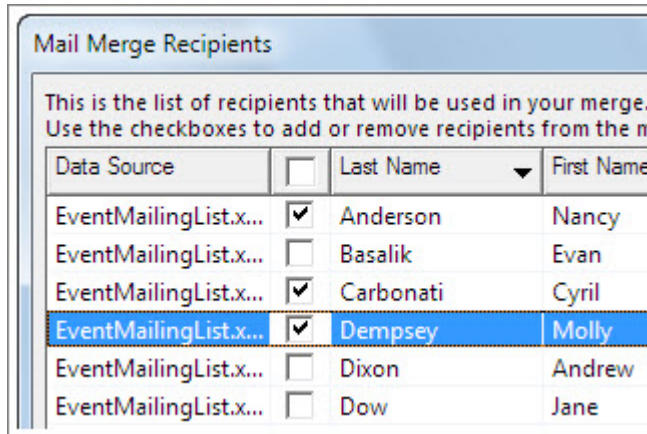 Mail Merge Recipients
This is the list of recipients that will be used in your merge.
Use the checkboxes to add or remove recipients from the
Data Source Last Name First Name
EventMailingList.x... Anderson Nancy
EventMailingList.x... Basalik Evan
EventMailingList.x... Carbonati Cyril
EventMailingList.x... Dempsey Molly
EventMailingList.x... Dixon Andrew
EventMailingList.x... Dow Jane